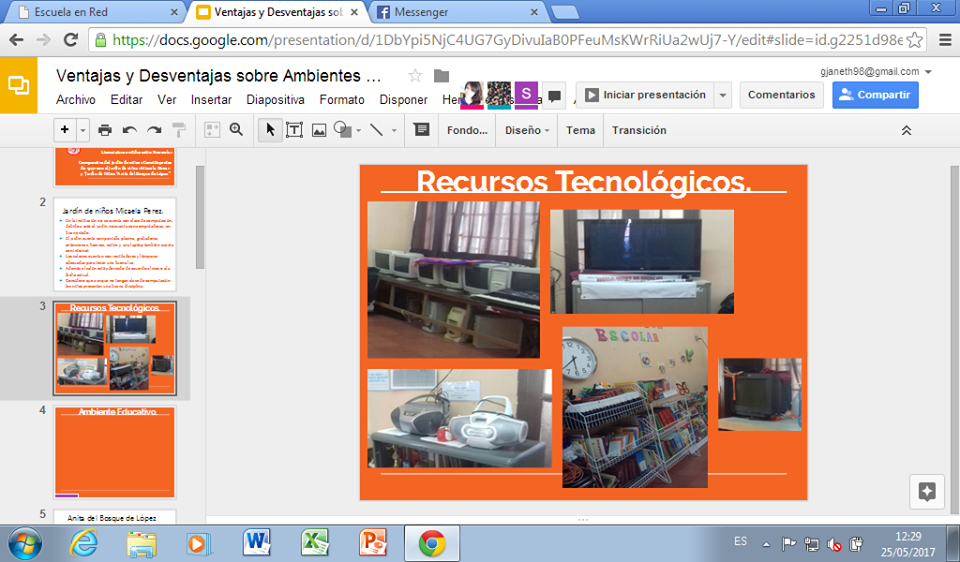 Escuela en Red
Ventajas y Desventajas sob
Messenger
https://docs.google.com/presentation/d/1DbYpi5NjC4UG7GyDivuIaB0PFeuMsKWrRiUa2wUj7-Y/edit#slide=id.g2251d98e
Ventajas y Desventajas sobre Ambientes ...
gjaneth98@gmail.com
Archivo Editar Ver Insertar Diapositiva Formato Disponer
S
Iniciar presentación
Comentarios
Compartir
Fondo... Diseño Tema Transición
2
Jardín de niños Micaela Perez.
3
Recursos Tecnológicos.
4
Ambiente Educativo.
5
Anita del Bosque de López
Recursos Tecnológicos.
ESCOLAR
ES
12:29
25/05/2017